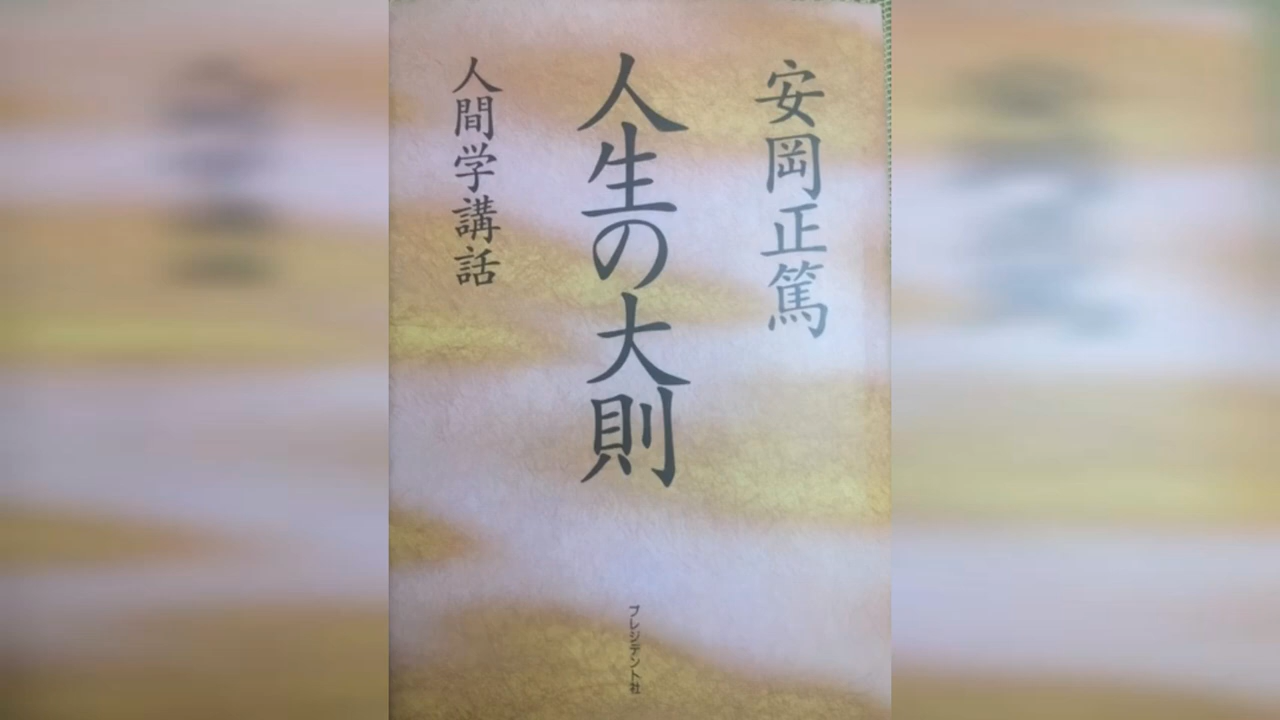 安岡正篤
人生の大則
人間学講話
プレジデント社